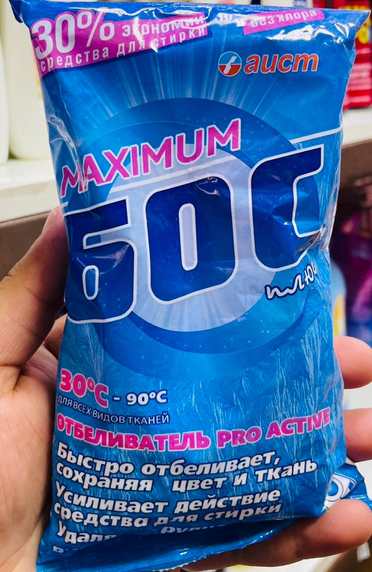 30% экономии
средства для стирки
без хлора
аист
MAXIMUM
БОС
плюс
30°C - 90°C
ДЛЯ ВСЕХ ВИДОВ ТКАНЕЙ
ОТБЕЛИВАТЕЛЬ PRO ACTIVE
Быстро отбеливает,
сохраняя цвет и ткань
Усиливает действие
средства для стирки